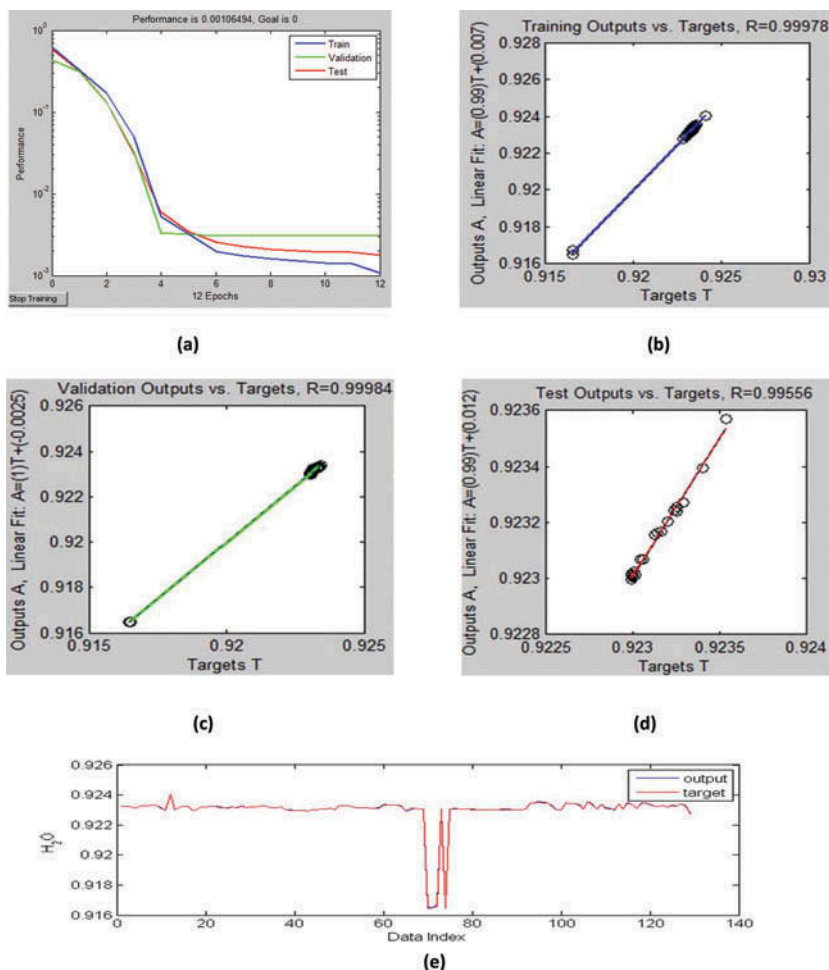 Performance is 0.00106494, Goal is 0
10^0
10^-1
10^-2
10^-3
Performance
Train
Validation
Test
0 2 4 6 8 10 12
12 Epochs
Stop Training
(a)
Training Outputs vs. Targets, R=0.99978
Outputs A, Linear Fit: A=(0.99)T+(0.007)
0.928
0.926
0.924
0.922
0.92
0.918
0.916
0.915 0.92 0.925 0.93
Targets T
(b)
Validation Outputs vs. Targets, R=0.99984
Outputs A, Linear Fit: A=(1)T+(-0.0025)
0.926
0.924
0.922
0.92
0.918
0.916
0.915 0.92 0.925
Targets T
(c)
Test Outputs vs. Targets, R=0.99556
Outputs A, Linear Fit: A=(0.99)T+(0.012)
0.9236
0.9234
0.9232
0.923
0.9228
0.9225 0.923 0.9235 0.924
Targets T
(d)
0.926
0.924
0.922
0.92
0.918
0.916
H2O
output
target
0 20 40 60 80 100 120 140
Data Index
(e)